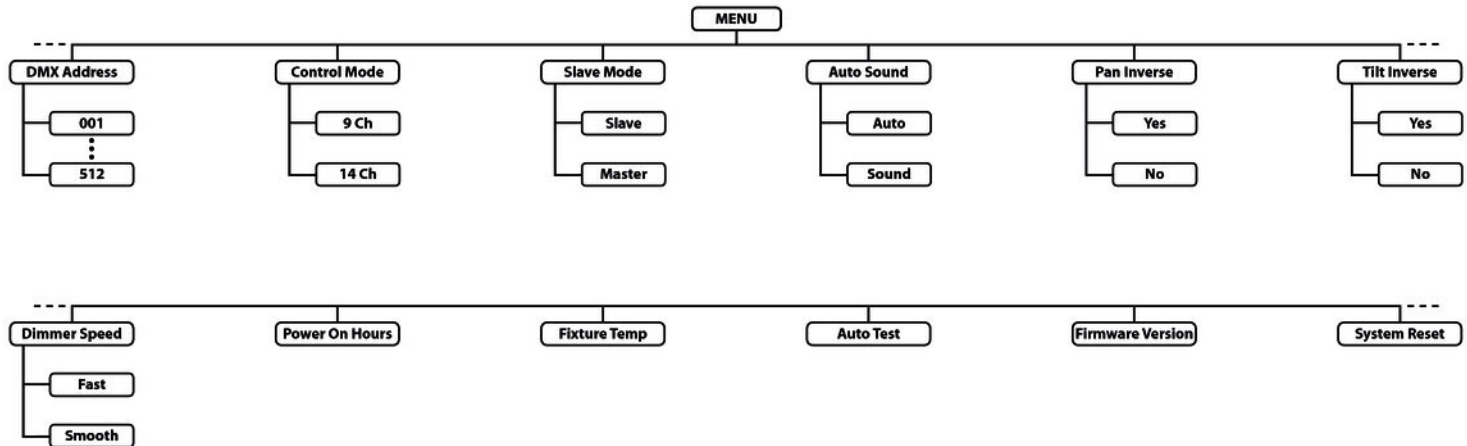 MENU
DMX Address Control Mode Slave Mode Auto Sound Pan Inverse Tilt Inverse
001 9 Ch Slave Auto Yes Yes
512 14 Ch Master Sound No No
Dimmer Speed Power On Hours Fixture Temp Auto Test Firmware Version System Reset
Fast
Smooth